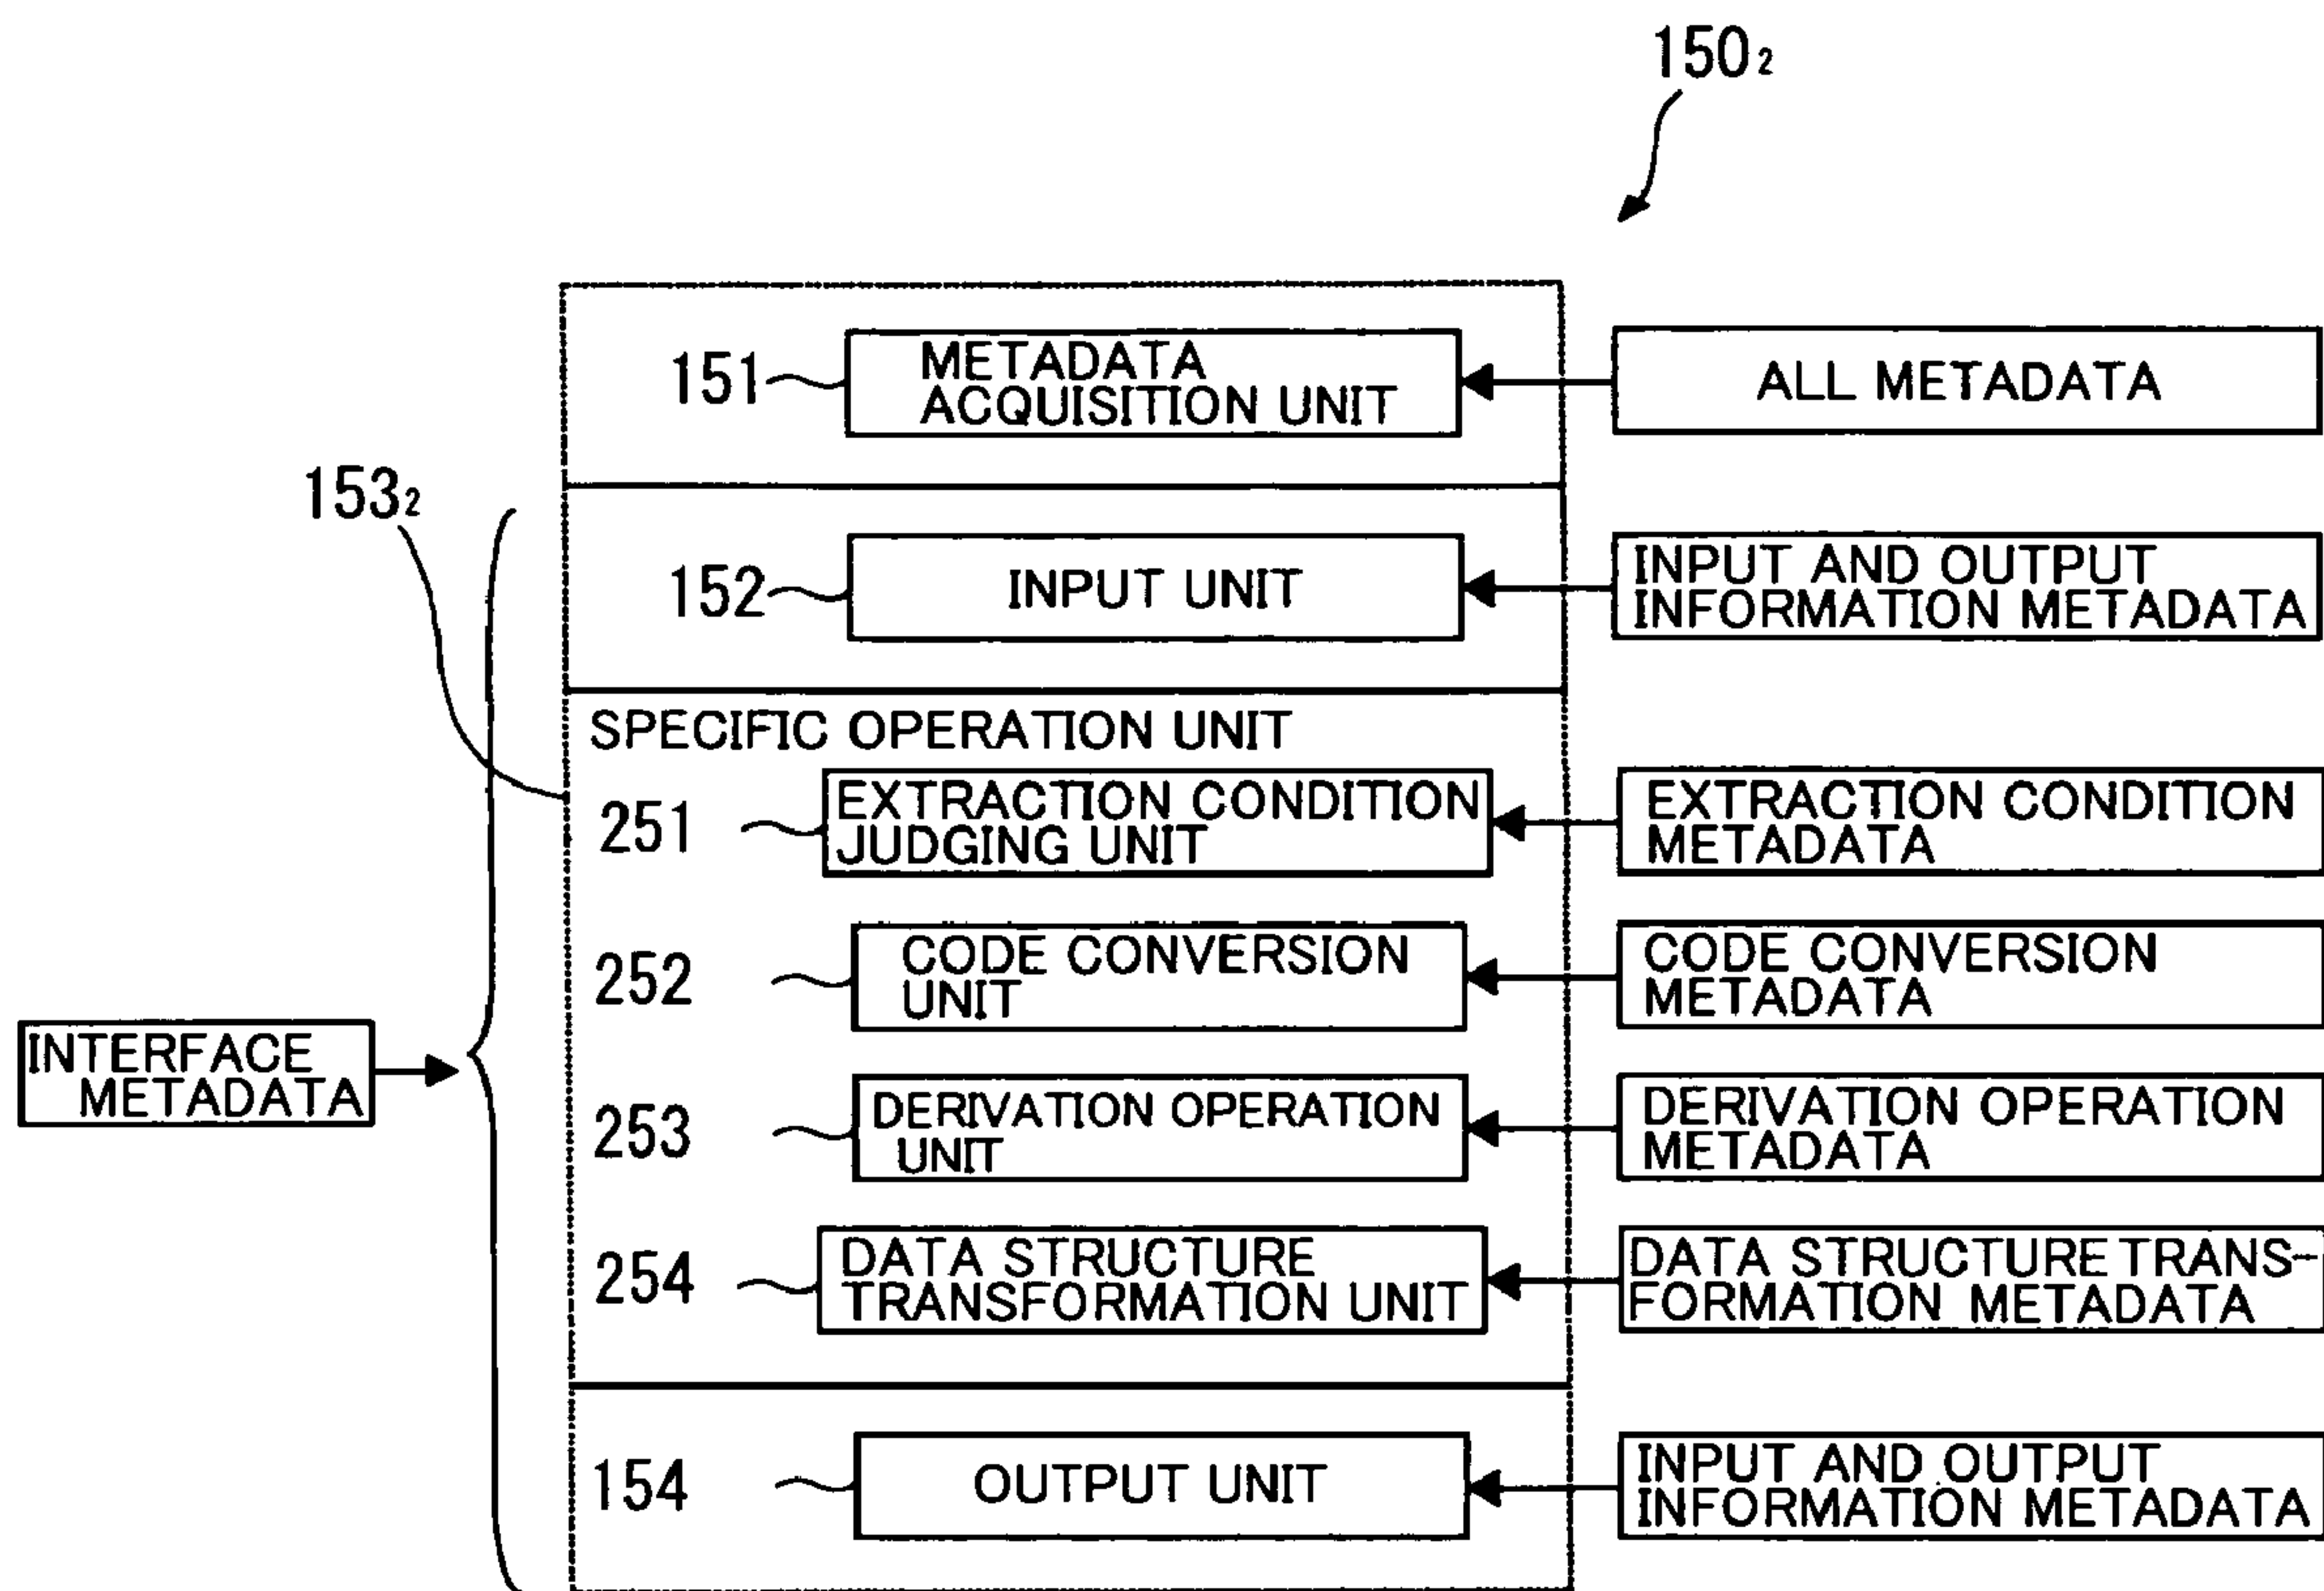 150₂
151
METADATA
ACQUISITION UNIT
ALL METADATA
153₂
152
INPUT UNIT
INPUT AND OUTPUT
INFORMATION METADATA
SPECIFIC OPERATION UNIT
251
EXTRACTION CONDITION
JUDGING UNIT
EXTRACTION CONDITION
METADATA
252
CODE CONVERSION
UNIT
CODE CONVERSION
METADATA
INTERFACE
METADATA
253
DERIVATION OPERATION
UNIT
DERIVATION OPERATION
METADATA
254
DATA STRUCTURE
TRANSFORMATION UNIT
DATA STRUCTURE TRANS-
FORMATION METADATA
154
OUTPUT UNIT
INPUT AND OUTPUT
INFORMATION METADATA